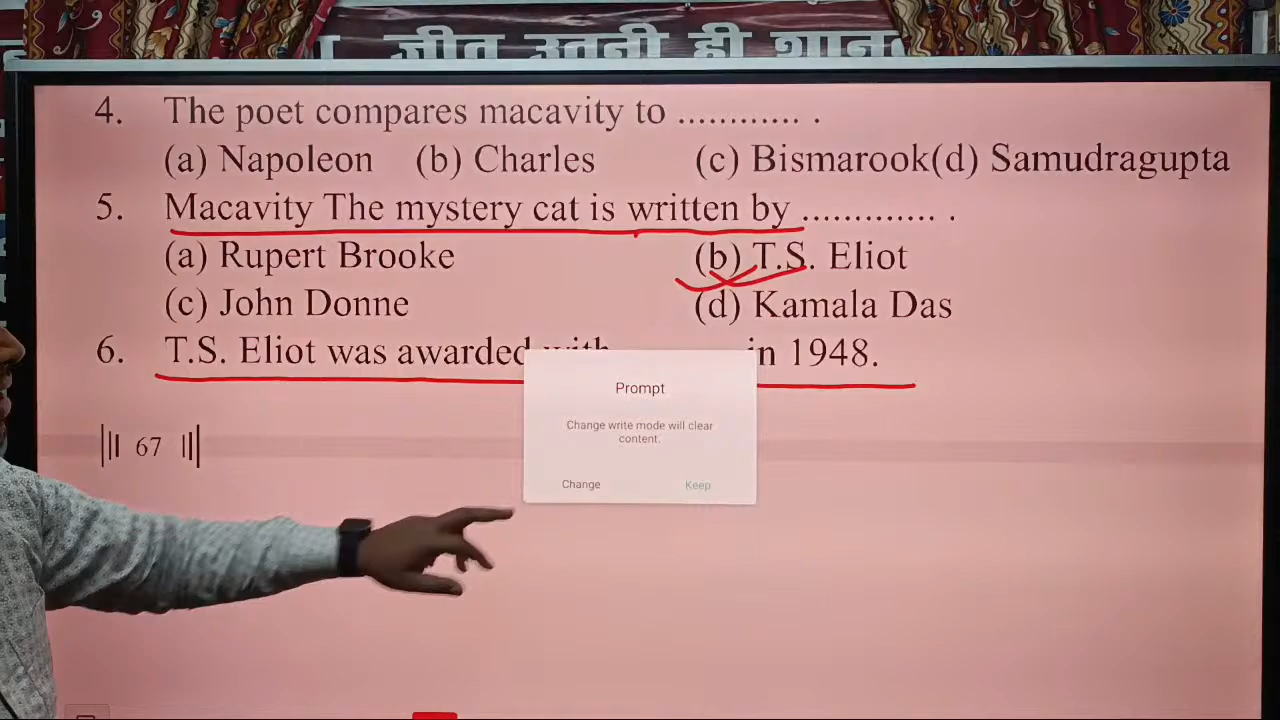 जीत उतनी ही शान
4. The poet compares macavity to ............ .
(a) Napoleon (b) Charles (c) Bismarook(d) Samudragupta
5. Macavity The mystery cat is written by ............. .
(a) Rupert Brooke (b) T.S. Eliot
(c) John Donne (d) Kamala Das
6. T.S. Eliot was awarded with in 1948.
Prompt
Change write mode will clear
content.
Change Keep
67